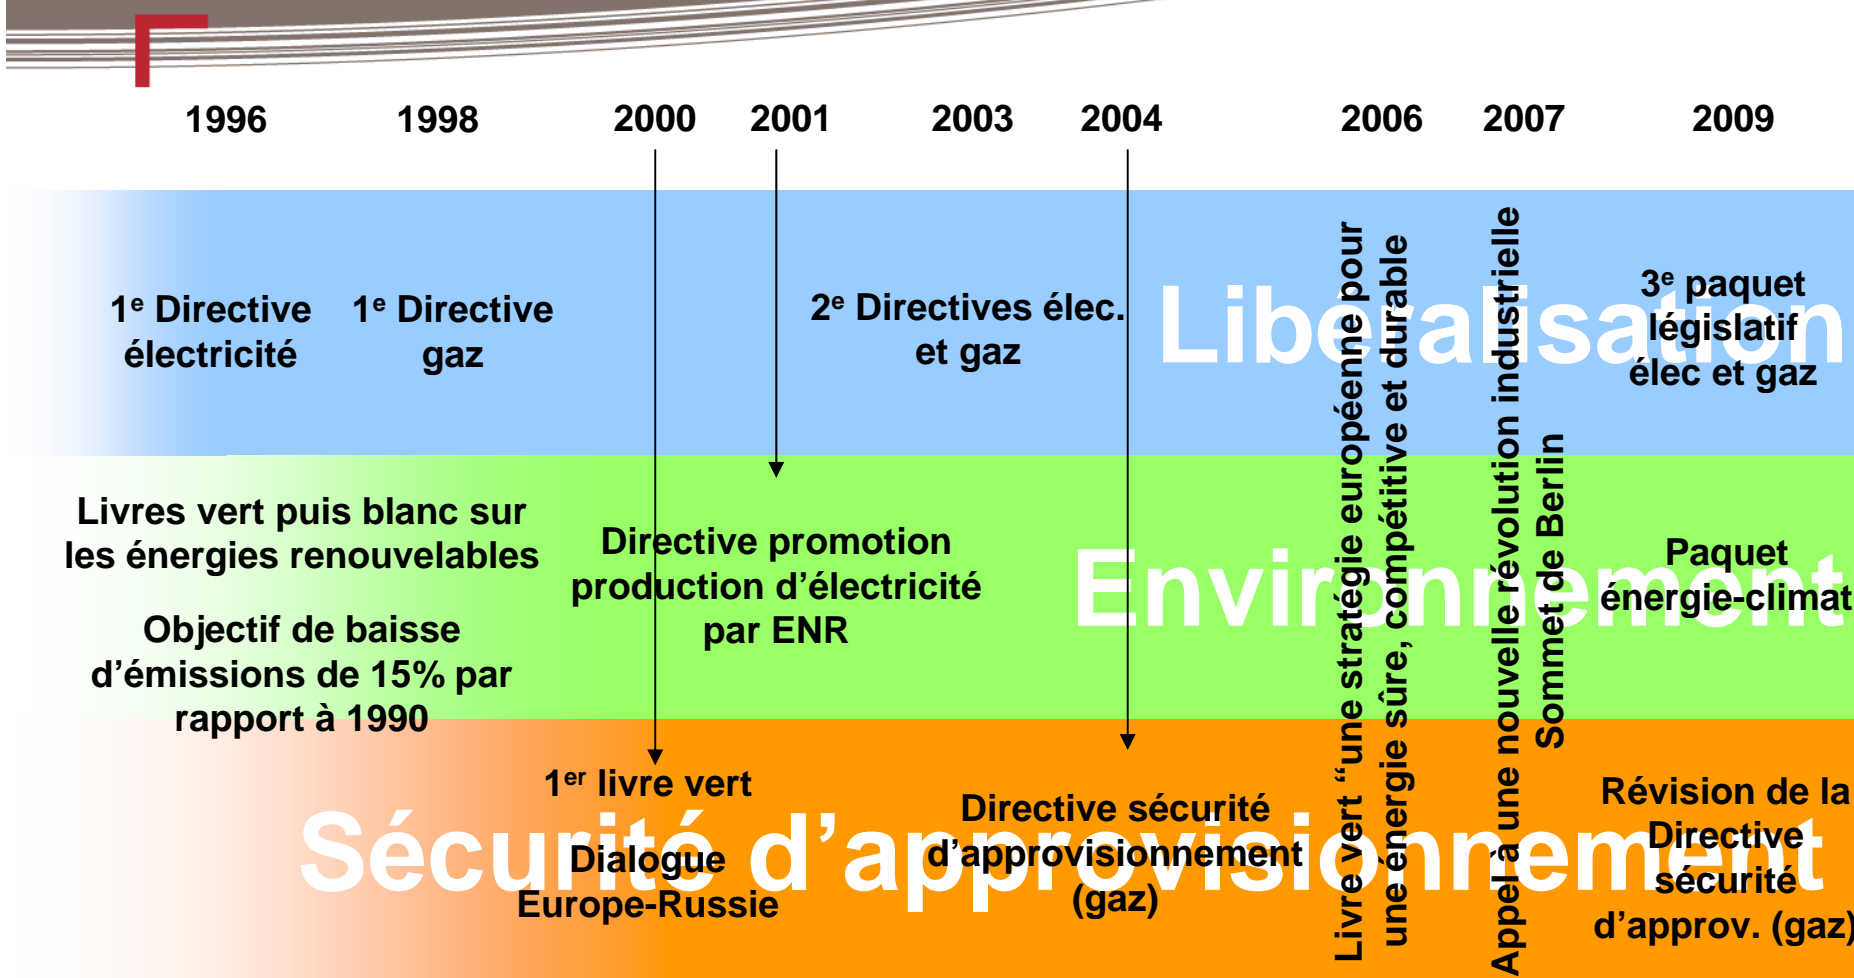 1996 1998 2000 2001 2003 2004 2006 2007 2009
Libéralisation
1e Directive
électricité
1e Directive
gaz
2e Directives élec.
et gaz
3e paquet
législatif
élec et gaz
Environnement
Livres vert puis blanc sur
les énergies renouvelables
Objectif de baisse
d’émissions de 15% par
rapport à 1990
Directive promotion
production d’électricité
par ENR
Paquet
énergie-climat
Sécurité d’approvisionnement
1er livre vert
Dialogue
Europe-Russie
Directive sécurité
d’approvisionnement
(gaz)
Révision de la
Directive
sécurité
d’approv. (gaz)
Livre vert “une stratégie européenne pour
une énergie sûre, compétitive et durable
Appel à une nouvelle révolution industrielle
Sommet de Berlin